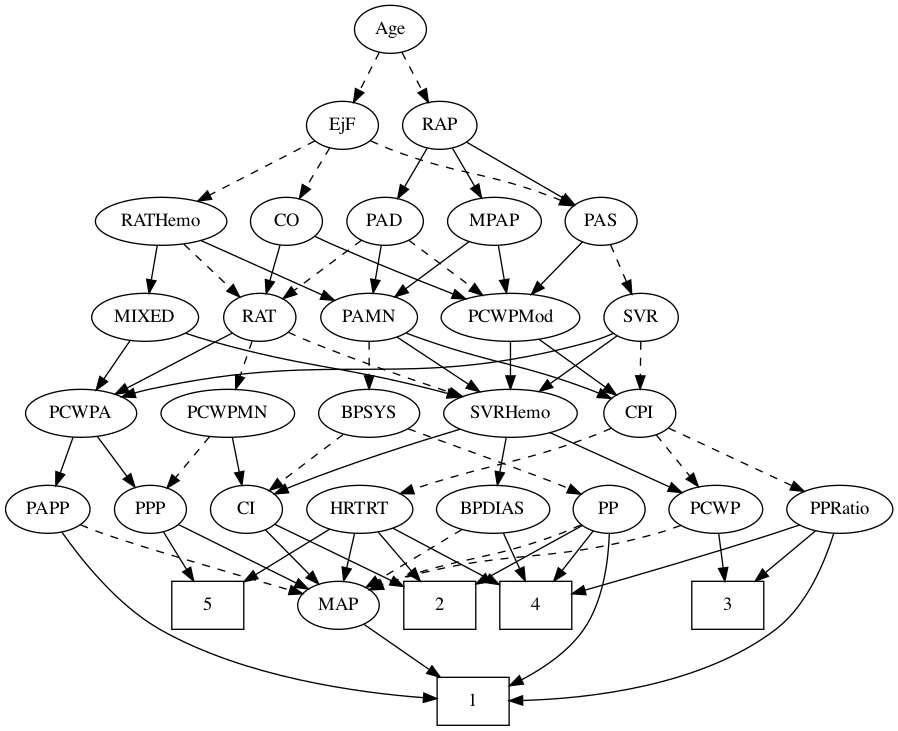 Age
EjF
RAP
RATHemo
CO
PAD
MPAP
PAS
MIXED
RAT
PAMN
PCWPMod
SVR
PCWPA
PCWPMN
BPSYS
SVRHemo
CPI
PAPP
PPP
CI
HRTRT
BPDIAS
PP
PCWP
PPRatio
5
MAP
2
4
3
1